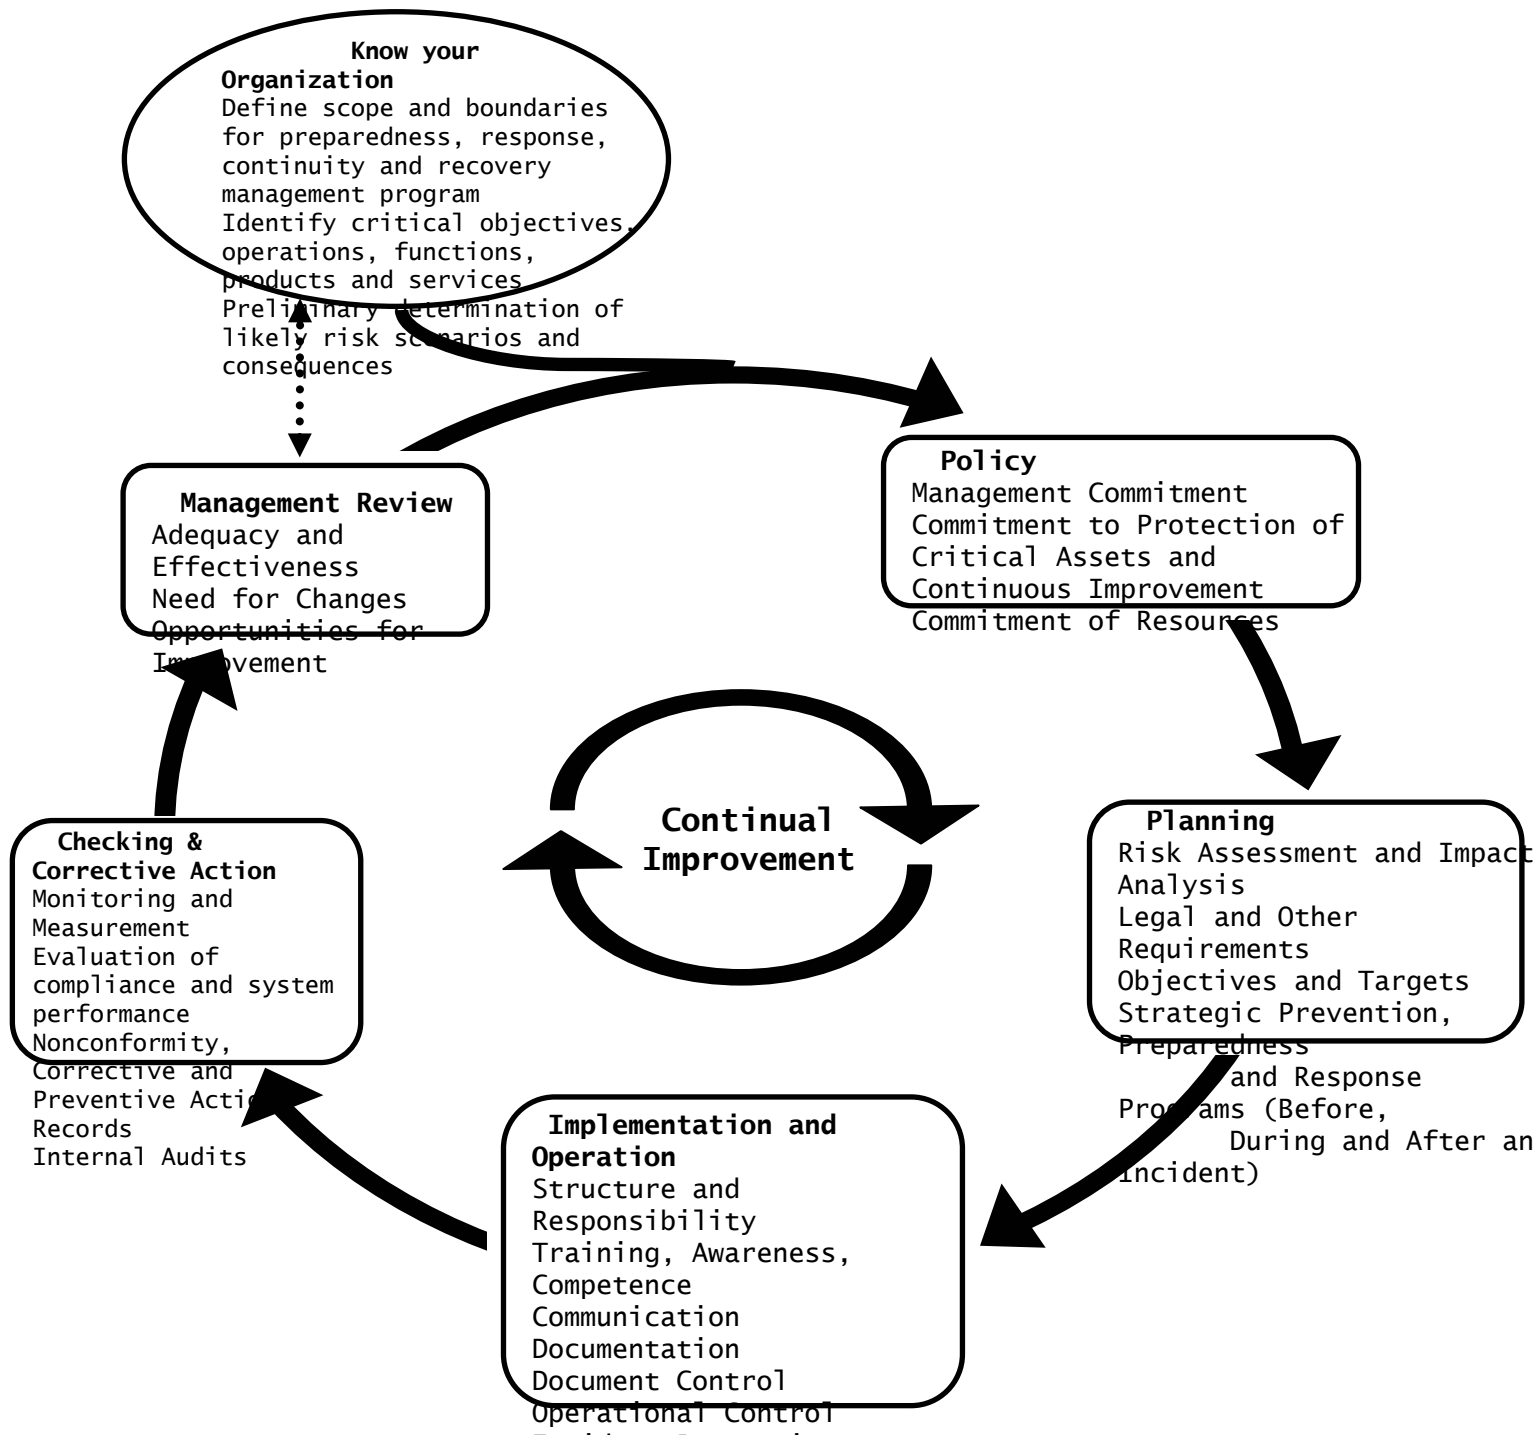 Know your
Organization
Define scope and boundaries
for preparedness, response,
continuity and recovery
management program
Identify critical objectives,
operations, functions,
products and services
Preliminary determination of
likely risk scenarios and
consequences
Policy
Management Commitment
Commitment to Protection of
Critical Assets and
Continuous Improvement
Commitment of Resources
Management Review
Adequacy and
Effectiveness
Need for Changes
Opportunities for
Improvement
Continual
Improvement
Planning
Risk Assessment and Impact
Analysis
Legal and Other
Requirements
Objectives and Targets
Strategic Prevention,
Preparedness
and Response
Programs (Before,
During and After an
Incident)
Checking &
Corrective Action
Monitoring and
Measurement
Evaluation of
compliance and system
performance
Nonconformity,
Corrective and
Preventive Action
Records
Internal Audits
Implementation and
Operation
Structure and
Responsibility
Training, Awareness,
Competence
Communication
Documentation
Document Control
Operational Control